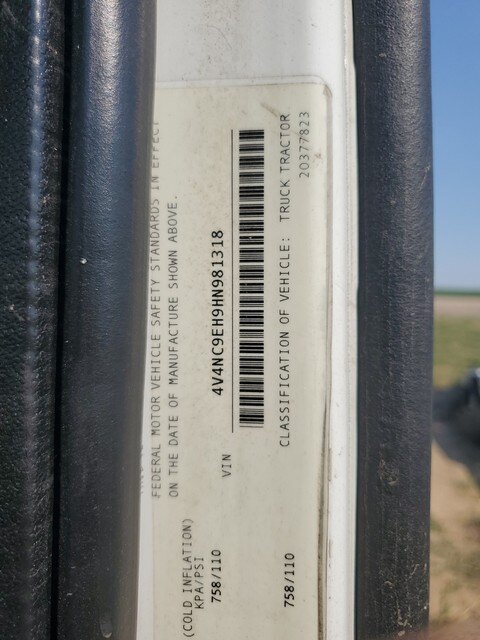 FEDERAL MOTOR VEHICLE SAFETY STANDARDS IN EFFECT
ON THE DATE OF MANUFACTURE SHOWN ABOVE.
(COLD INFLATION)
KPA/PSI
758/110
VIN
4V4NC9EH9HN981318
758/110
CLASSIFICATION OF VEHICLE: TRUCK TRACTOR
20377823